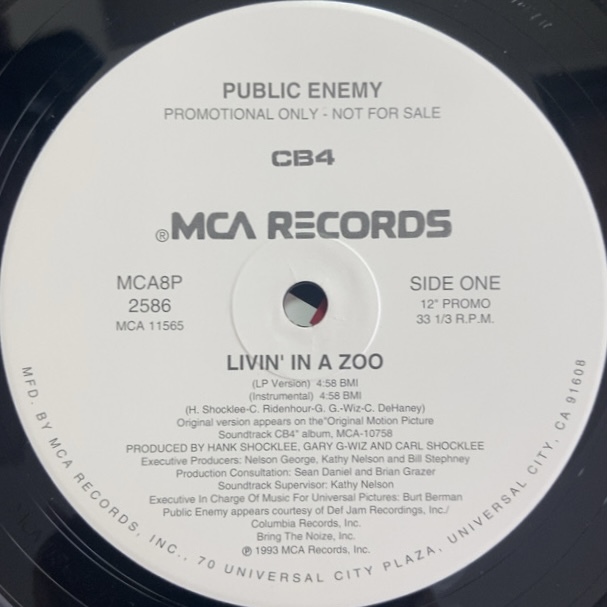 PUBLIC ENEMY
PROMOTIONAL ONLY - NOT FOR SALE
CB4
®MCA RECORDS
MCA8P
2586
MCA 11565
SIDE ONE
12" PROMO
33 1/3 R.P.M.
LIVIN' IN A ZOO
(LP Version) 4:58 BMI
(Instrumental) 4:58 BMI
(H. Shocklee-C. Ridenhour-G. G.-Wiz-C. DeHaney)
Original version appears on the"Original Motion Picture
Soundtrack CB4" album, MCA-10758
PRODUCED BY HANK SHOCKLEE, GARY G-WIZ AND CARL SHOCKLEE
Executive Producers: Nelson George, Kathy Nelson and Bill Stephney
Production Consultation: Sean Daniel and Brian Grazer
Soundtrack Supervisor: Kathy Nelson
Executive In Charge Of Music For Universal Pictures: Burt Berman
Public Enemy appears courtesy of Def Jam Recordings, Inc./
Columbia Records, Inc.
Bring The Noize, Inc.
℗ 1993 MCA Records, Inc.
MFD. BY MCA RECORDS, INC., 70 UNIVERSAL CITY PLAZA, UNIVERSAL CITY, CA 91608